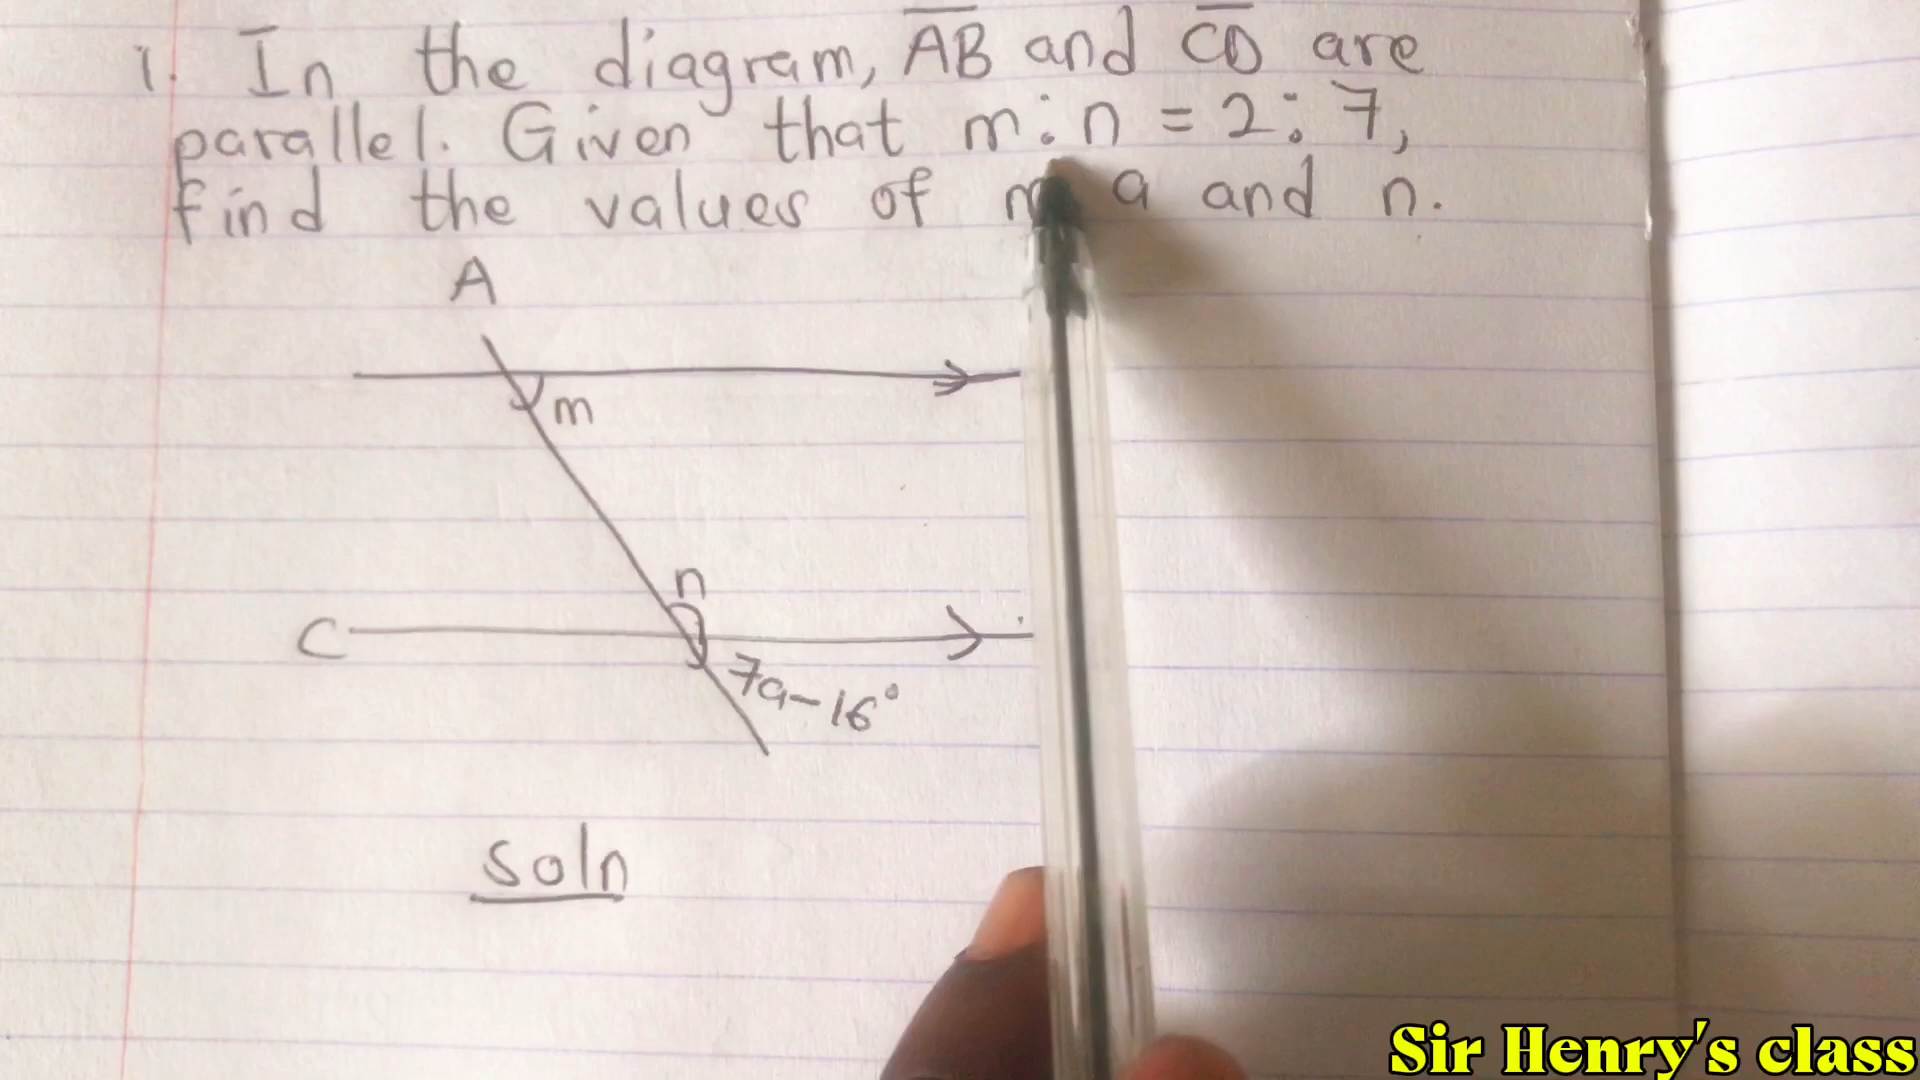 1. In the diagram, AB and CD are
parallel. Given that m:n = 2:7,
find the values of m a and n.
A
m
n
C
7a-16°
soln
Sir Henry's class